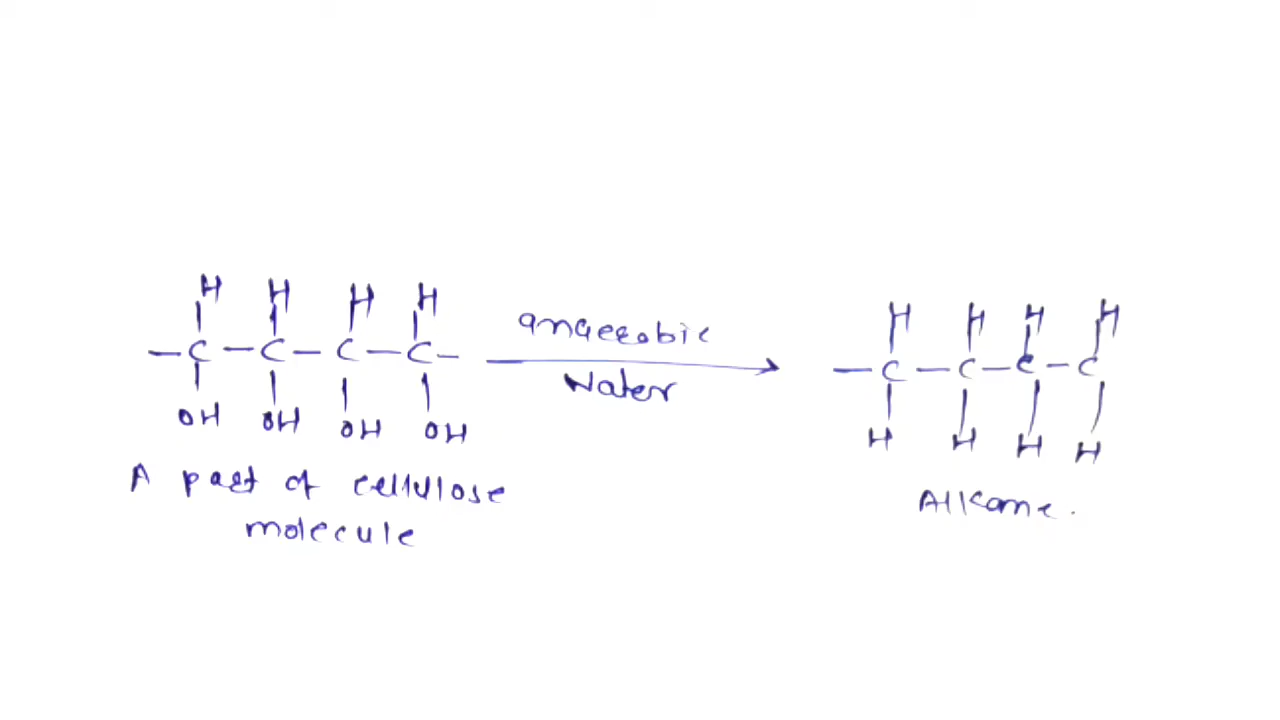 H H H H
anaerobic
H H H H
-C-C-C-C-
Water
-C-C-C-C
OH OH OH OH
H H H H
A part of cellulose
molecule
Alkane.